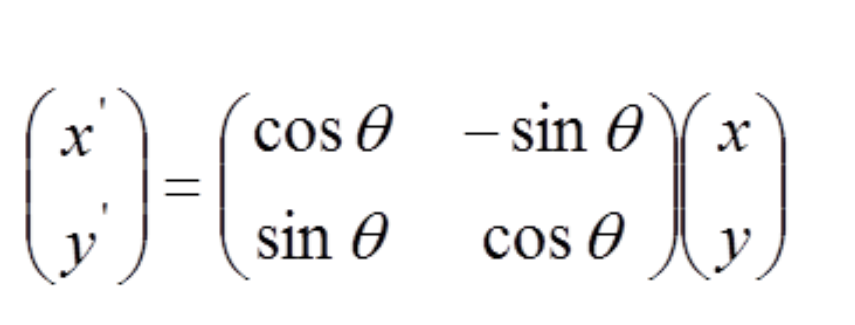 (x') = (cos θ  − sin θ)(x)
(y')   (sin θ  cos θ)(y)